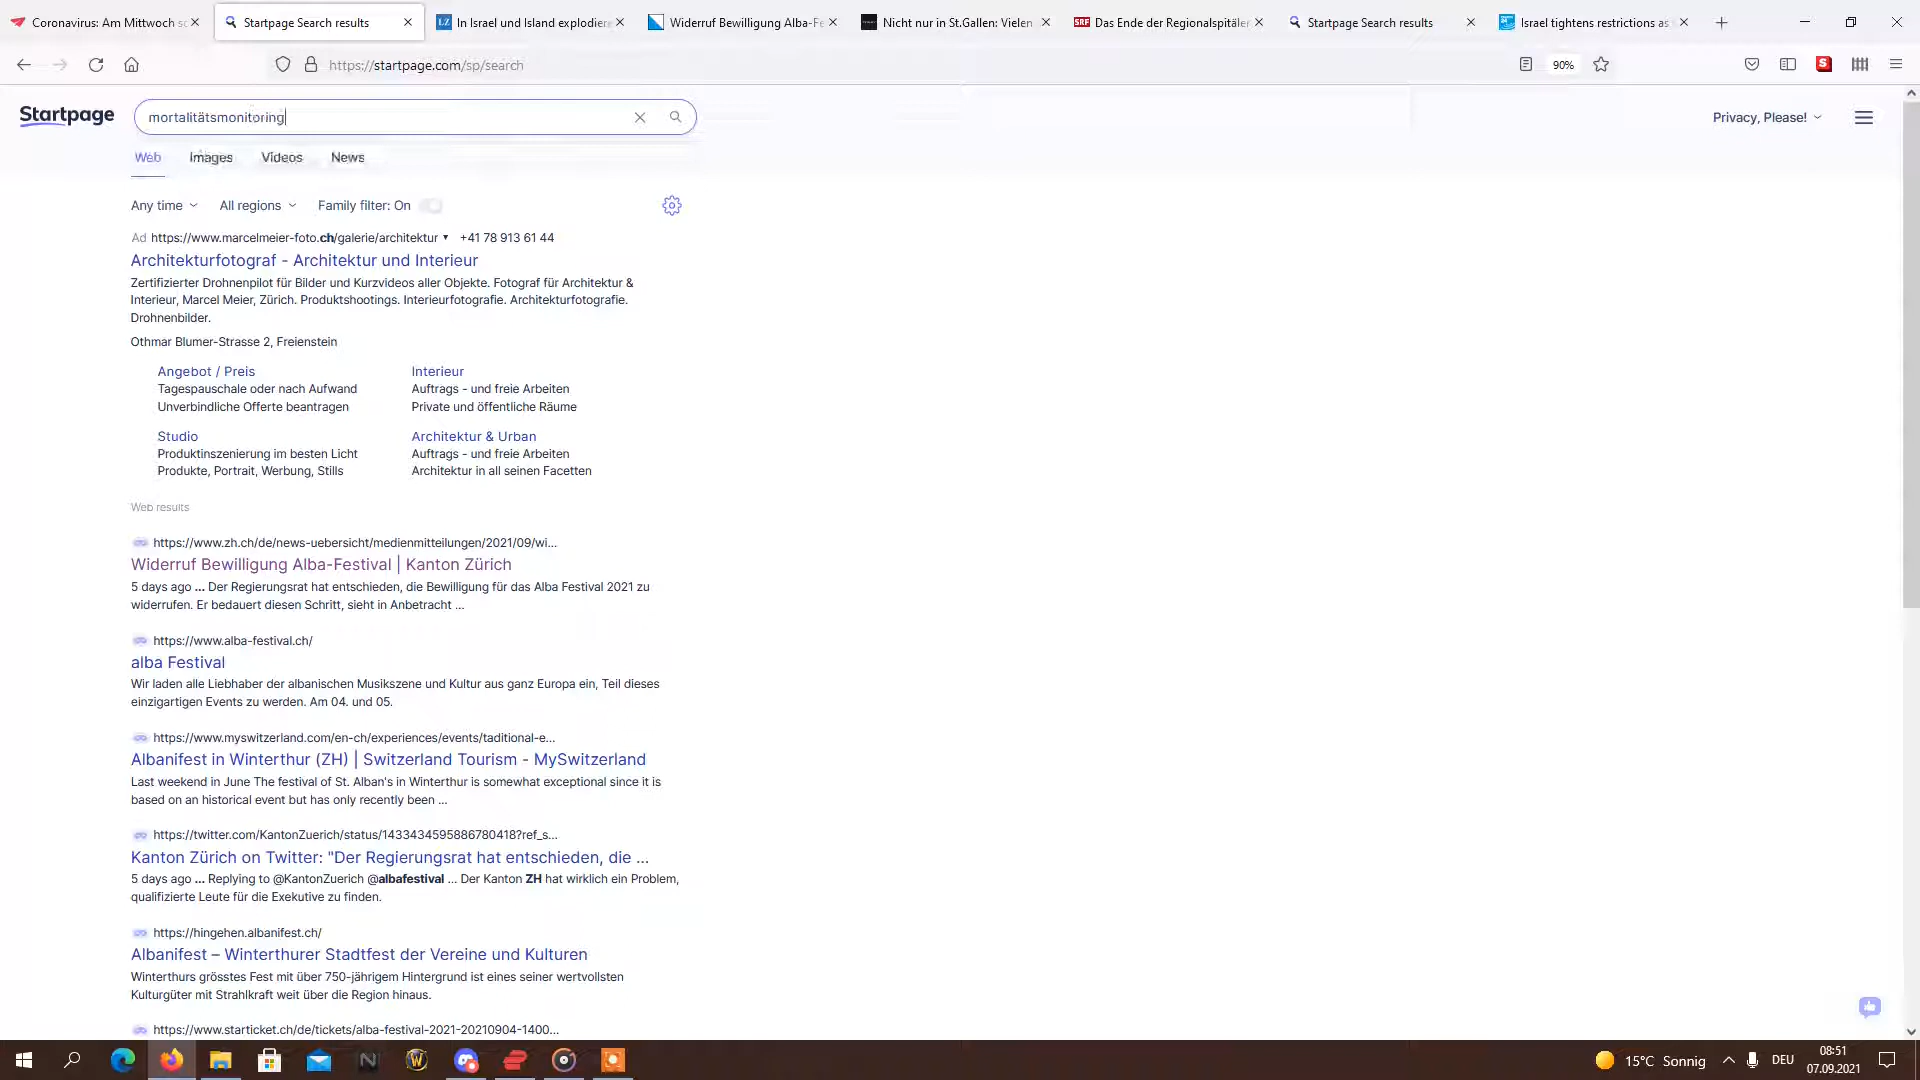 Coronavirus: Am Mittwoch sc
Startpage Search results
In Israel und Island explodiere
Widerruf Bewilligung Alba-Fe
Nicht nur in St.Gallen: Vielen
SRF Das Ende der Regionalspitäler
Startpage Search results
Israel tightens restrictions as
https://startpage.com/sp/search
90%
Startpage
mortalitätsmonitoring
Privacy, Please!
Web Images Videos News
Any time All regions Family filter: On
Ad https://www.marcelmeier-foto.ch/galerie/architektur +41 78 913 61 44
Architekturfotograf - Architektur und Interieur
Zertifizierter Drohnenpilot für Bilder und Kurzvideos aller Objekte. Fotograf für Architektur &
Interieur, Marcel Meier, Zürich. Produktshootings. Interieurfotografie. Architekturfotografie.
Drohnenbilder.
Othmar Blumer-Strasse 2, Freienstein
Angebot / Preis
Tagespauschale oder nach Aufwand
Unverbindliche Offerte beantragen
Interieur
Auftrags - und freie Arbeiten
Private und öffentliche Räume
Studio
Produktinszenierung im besten Licht
Produkte, Portrait, Werbung, Stills
Architektur & Urban
Auftrags - und freie Arbeiten
Architektur in all seinen Facetten
Web results
https://www.zh.ch/de/news-uebersicht/medienmitteilungen/2021/09/wi...
Widerruf Bewilligung Alba-Festival | Kanton Zürich
5 days ago ... Der Regierungsrat hat entschieden, die Bewilligung für das Alba Festival 2021 zu
widerrufen. Er bedauert diesen Schritt, sieht in Anbetracht ...
https://www.alba-festival.ch/
alba Festival
Wir laden alle Liebhaber der albanischen Musikszene und Kultur aus ganz Europa ein, Teil dieses
einzigartigen Events zu werden. Am 04. und 05.
https://www.myswitzerland.com/en-ch/experiences/events/taditional-e...
Albanifest in Winterthur (ZH) | Switzerland Tourism - MySwitzerland
Last weekend in June The festival of St. Alban's in Winterthur is somewhat exceptional since it is
based on an historical event but has only recently been ...
https://twitter.com/KantonZuerich/status/1433434595886780418?ref_s...
Kanton Zürich on Twitter: "Der Regierungsrat hat entschieden, die ...
5 days ago ... Replying to @KantonZuerich @albafestival ... Der Kanton ZH hat wirklich ein Problem,
qualifizierte Leute für die Exekutive zu finden.
https://hingehen.albanifest.ch/
Albanifest – Winterthurer Stadtfest der Vereine und Kulturen
Winterthurs grösstes Fest mit über 750-jährigem Hintergrund ist eines seiner wertvollsten
Kulturgüter mit Strahlkraft weit über die Region hinaus.
https://www.starticket.ch/de/tickets/alba-festival-2021-20210904-1400...
15°C Sonnig
DEU
08:51
07.09.2021